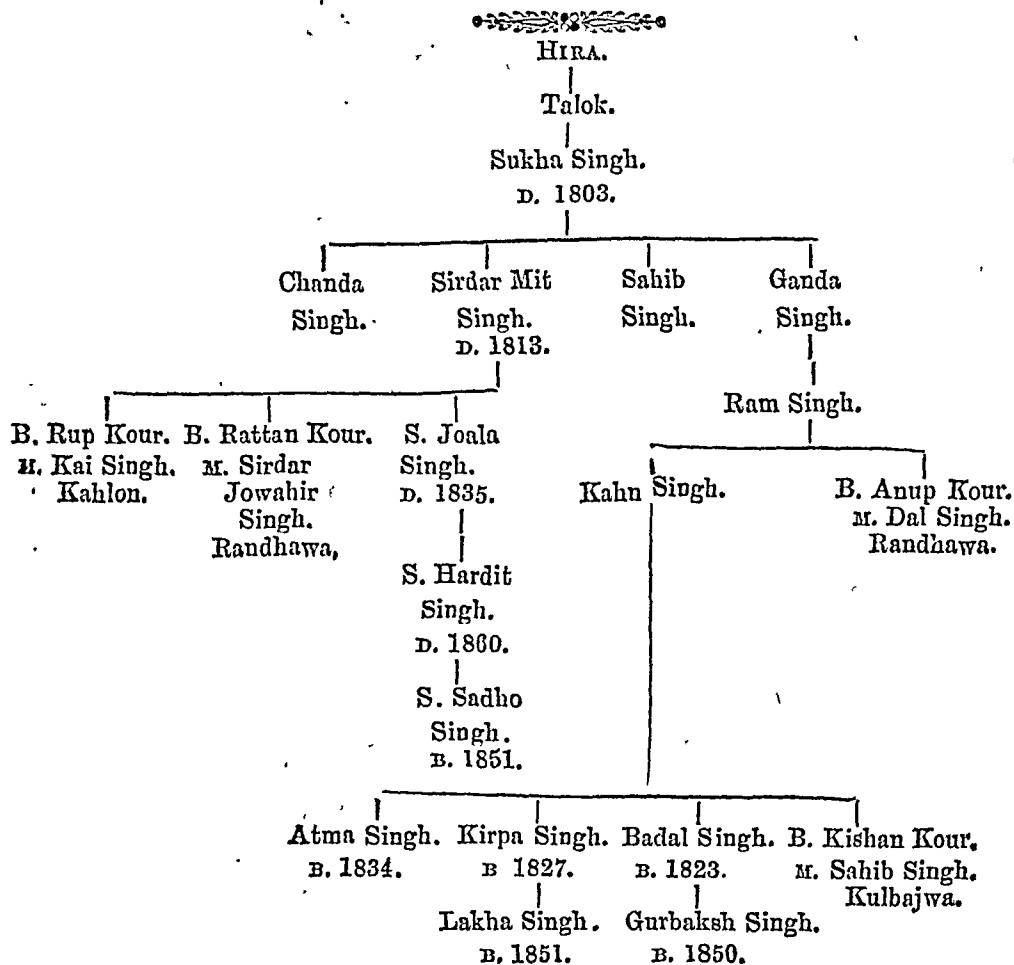 HIRA.
Talok.
Sukha Singh.
D. 1803.
Chanda Singh.
Sirdar Mit Singh.
D. 1813.
Sahib Singh.
Ganda Singh.
Ram Singh.
B. Rup Kour.
M. Kai Singh.
Kahlon.
B. Rattan Kour.
M. Sirdar
Jowahir
Singh.
Randhawa,
S. Joala
Singh.
D. 1835.
Kahn Singh.
B. Anup Kour.
M. Dal Singh.
Randhawa.
S. Hardit
Singh.
D. 1860.
S. Sadho
Singh.
B. 1851.
Atma Singh.
B. 1834.
Kirpa Singh.
B 1827.
Badal Singh.
B. 1823.
B. Kishan Kour.
M. Sahib Singh.
Kulbajwa.
Lakha Singh.
B. 1851.
Gurbaksh Singh.
B. 1850.